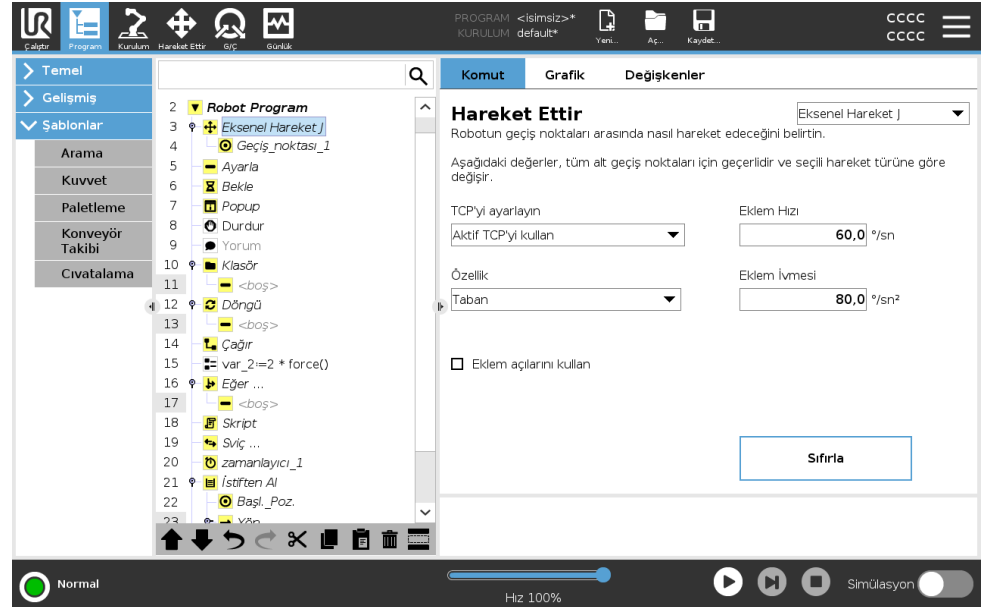 PROGRAM <isimsiz>*
KURULUM default*
cccc
cccc
Çalıştır
Program
Kurulum
Hareket Ettir
G/Ç
Günlük
Yeni...
Aç...
Kaydet...
Temel
Gelişmiş
Şablonlar
Arama
Kuvvet
Paletleme
Konveyör
Takibi
Cıvatalama
2 Robot Program
3 Eksenel Hareket J
4 Geçiş_noktası_1
5 Ayarla
6 Bekle
7 Popup
8 Durdur
9 Yorum
10 Klasör
11 <boş>
12 Döngü
13 <boş>
14 Çağır
15 var_2:=2 * force()
16 Eğer ...
17 <boş>
18 Skript
19 Sviç ...
20 zamanlayıcı_1
21 İstiften Al
22 Başl._Poz.
23 Yön
Komut
Grafik
Değişkenler
Hareket Ettir
Eksenel Hareket J
Robotun geçiş noktaları arasında nasıl hareket edeceğini belirtin.
Aşağıdaki değerler, tüm alt geçiş noktaları için geçerlidir ve seçili hareket türüne göre
değişir.
TCP'yi ayarlayın
Eklem Hızı
Aktif TCP'yi kullan
60,0 °/sn
Özellik
Eklem İvmesi
Taban
80,0 °/sn²
Eklem açılarını kullan
Sıfırla
Normal
Hız 100%
Simülasyon